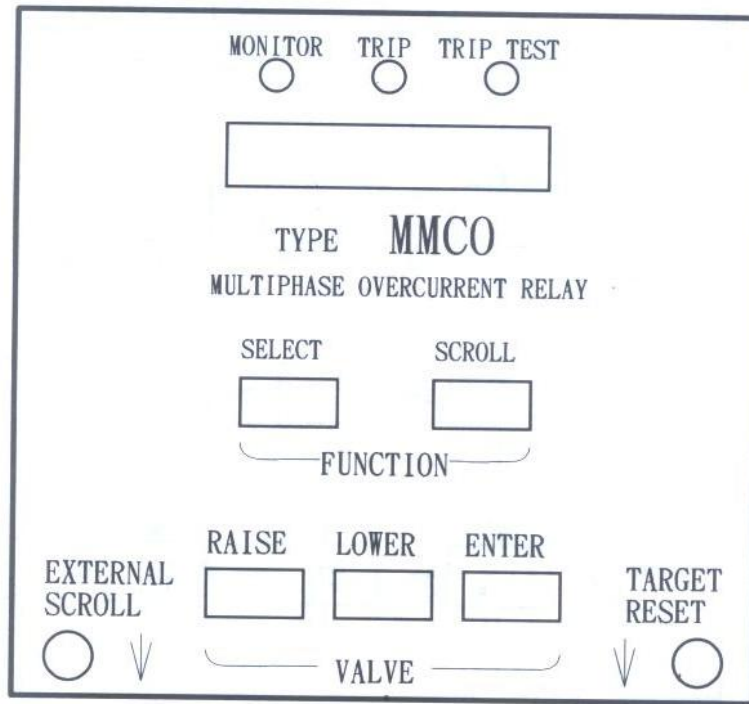 MONITOR TRIP TRIP TEST
TYPE MMCO
MULTIPHASE OVERCURRENT RELAY
SELECT SCROLL
FUNCTION
RAISE LOWER ENTER
EXTERNAL SCROLL
TARGET RESET
VALVE